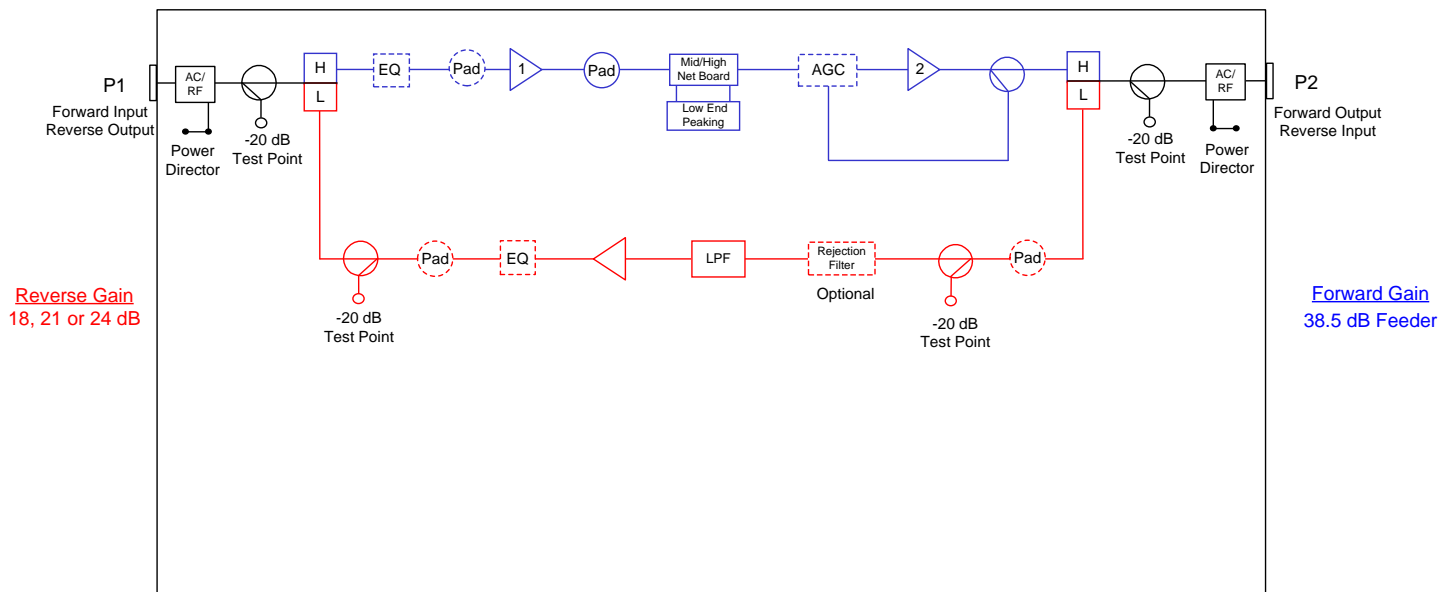 P1
Forward Input
Reverse Output
AC/
RF
Power
Director
-20 dB
Test Point
H
L
EQ
Pad
1
Pad
Mid/High
Net Board
Low End
Peaking
AGC
2
H
L
-20 dB
Test Point
AC/
RF
Power
Director
P2
Forward Output
Reverse Input
-20 dB
Test Point
Pad
EQ
LPF
Rejection
Filter
Optional
-20 dB
Test Point
Pad
Reverse Gain
18, 21 or 24 dB
Forward Gain
38.5 dB Feeder